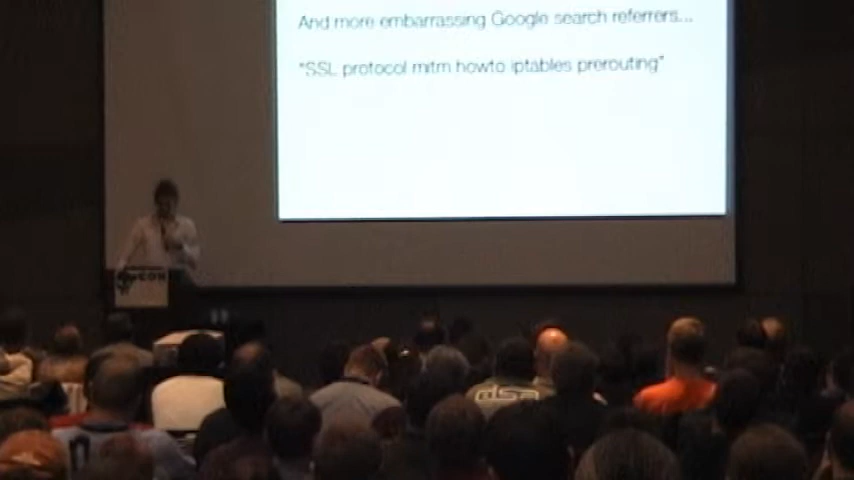 And more embarrassing Google search referrers...
"SSL protocol mitm howto iptables prerouting"